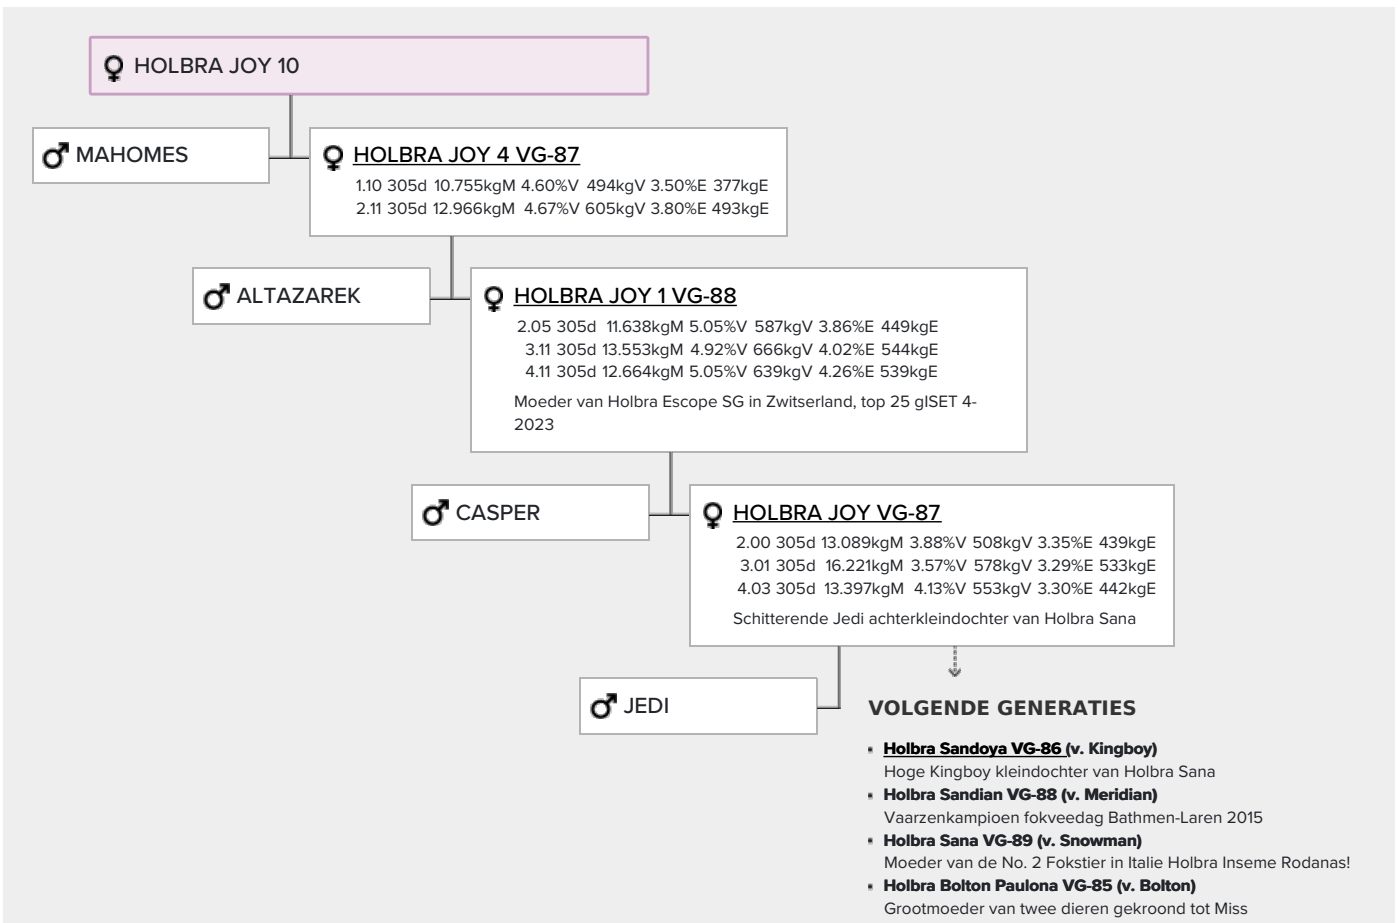 HOLBRA JOY 10
MAHOMES
HOLBRA JOY 4 VG-87
1.10 305d 10.755kgM 4.60%V 494kgV 3.50%E 377kgE
2.11 305d 12.966kgM 4.67%V 605kgV 3.80%E 493kgE
ALTAZAREK
HOLBRA JOY 1 VG-88
2.05 305d 11.638kgM 5.05%V 587kgV 3.86%E 449kgE
3.11 305d 13.553kgM 4.92%V 666kgV 4.02%E 544kgE
4.11 305d 12.664kgM 5.05%V 639kgV 4.26%E 539kgE
Moeder van Holbra Escope SG in Zwitserland, top 25 gISET 4-
2023
CASPER
HOLBRA JOY VG-87
2.00 305d 13.089kgM 3.88%V 508kgV 3.35%E 439kgE
3.01 305d 16.221kgM 3.57%V 578kgV 3.29%E 533kgE
4.03 305d 13.397kgM 4.13%V 553kgV 3.30%E 442kgE
Schitterende Jedi achterkleindochter van Holbra Sana
JEDI
VOLGENDE GENERATIES
▪ Holbra Sandoya VG-86 (v. Kingboy)
Hoge Kingboy kleindochter van Holbra Sana
▪ Holbra Sandian VG-88 (v. Meridian)
Vaarzenkampioen fokveedag Bathmen-Laren 2015
▪ Holbra Sana VG-89 (v. Snowman)
Moeder van de No. 2 Fokstier in Italie Holbra Inseme Rodanas!
▪ Holbra Bolton Paulona VG-85 (v. Bolton)
Grootmoeder van twee dieren gekroond tot Miss